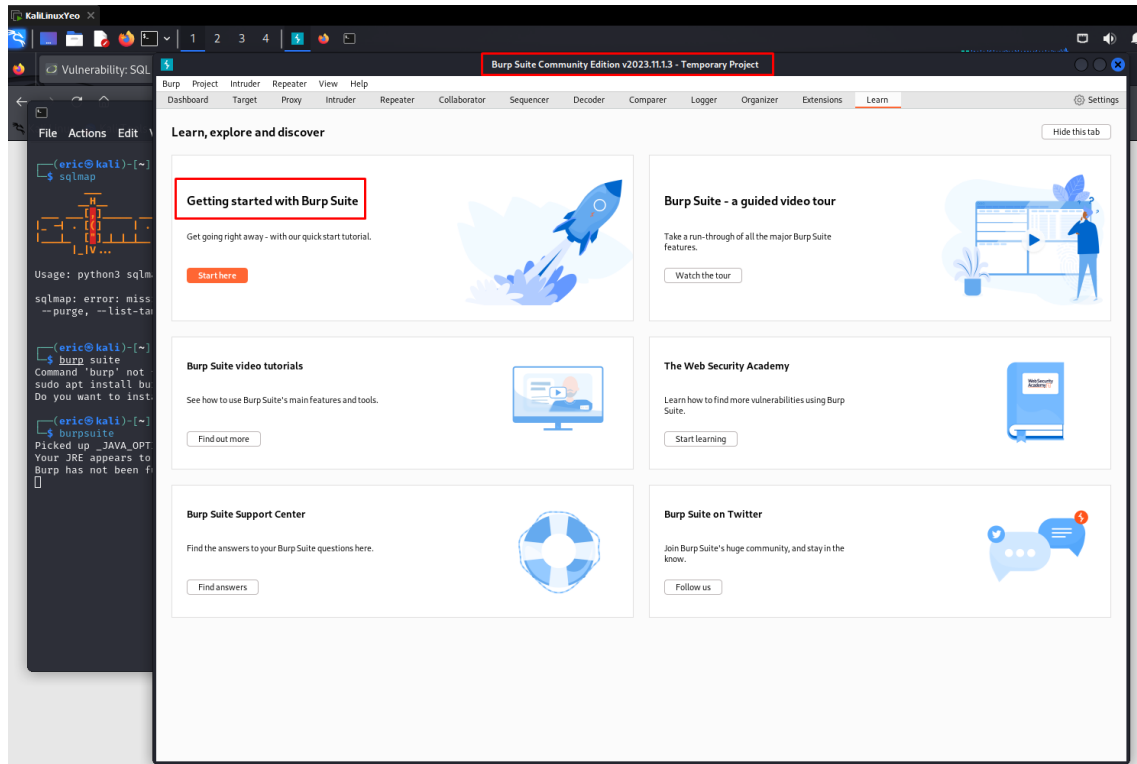 KaliLinuxYeo
1 2 3 4
Vulnerability: SQL
Burp Suite Community Edition v2023.11.1.3 - Temporary Project
Burp Project Intruder Repeater View Help
Dashboard Target Proxy Intruder Repeater Collaborator Sequencer Decoder Comparer Logger Organizer Extensions Learn Settings
File Actions Edit
(eric㉿kali)-[~]
$ sqlmap
H
Usage: python3 sqlm
sqlmap: error: miss
--purge, --list-ta
(eric㉿kali)-[~]
$ burp suite
Command 'burp' not
sudo apt install bu
Do you want to inst
(eric㉿kali)-[~]
$ burpsuite
Picked up _JAVA_OPT
Your JRE appears to
Burp has not been f
Learn, explore and discover
Hide this tab
Getting started with Burp Suite
Get going right away - with our quick start tutorial.
Start here
Burp Suite - a guided video tour
Take a run-through of all the major Burp Suite
features.
Watch the tour
Burp Suite video tutorials
See how to use Burp Suite's main features and tools.
Find out more
The Web Security Academy
Learn how to find more vulnerabilities using Burp
Suite.
Start learning
WebSecurity
Academy
Burp Suite Support Center
Find the answers to your Burp Suite questions here.
Find answers
Burp Suite on Twitter
Join Burp Suite's huge community, and stay in the
know.
Follow us